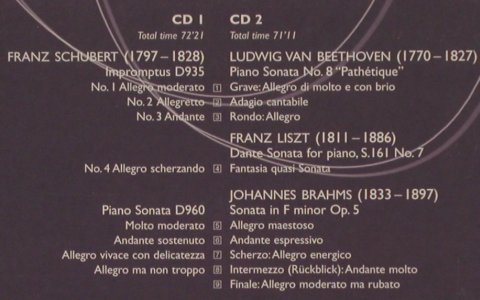 CD 1
Total time 72'21
FRANZ SCHUBERT (1797–1828)
Impromptus D935
No. 1 Allegro moderato 1
No. 2 Allegretto 2
No. 3 Andante 3
No. 4 Allegro scherzando 4
Piano Sonata D960
Molto moderato 5
Andante sostenuto 6
Allegro vivace con delicatezza 7
Allegro ma non troppo 8
9
CD 2
Total time 71'11
LUDWIG VAN BEETHOVEN (1770–1827)
Piano Sonata No. 8 "Pathétique"
Grave: Allegro di molto e con brio
Adagio cantabile
Rondo: Allegro
FRANZ LISZT (1811–1886)
Dante Sonata for piano, S.161 No. 7
Fantasia quasi Sonata
JOHANNES BRAHMS (1833–1897)
Sonata in F minor Op. 5
Allegro maestoso
Andante espressivo
Scherzo: Allegro energico
Intermezzo (Rückblick): Andante molto
Finale: Allegro moderato ma rubato